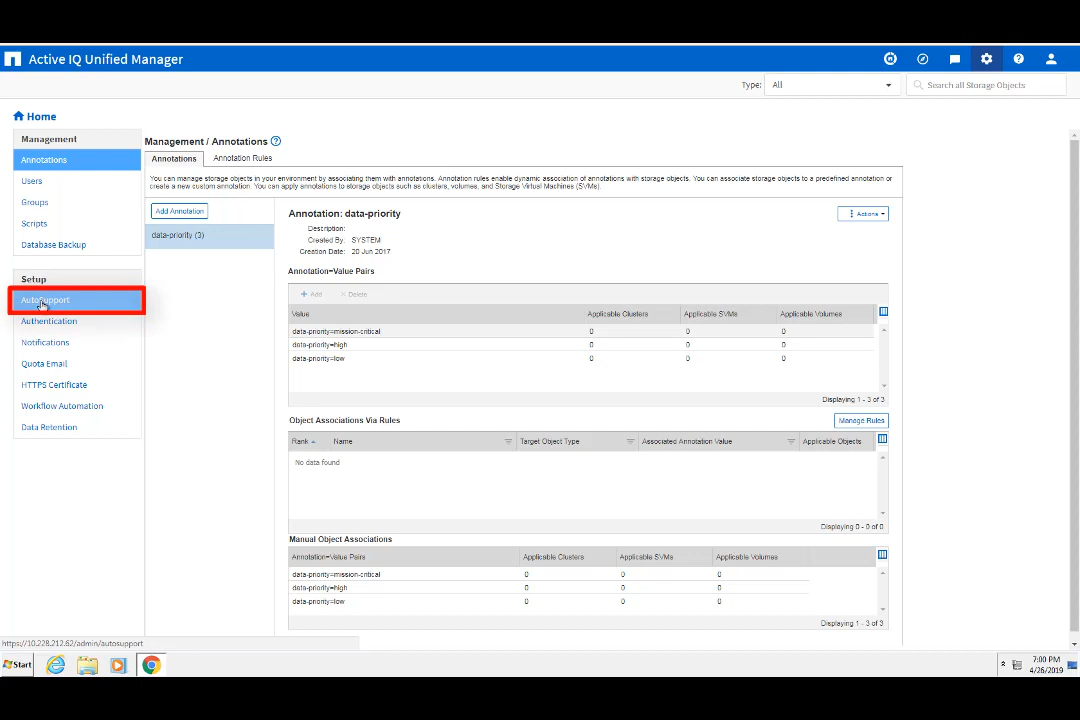 Active IQ Unified Manager
Type: All Search all Storage Objects
Home
Management
Annotations
Users
Groups
Scripts
Database Backup
Setup
AutoSupport
Authentication
Notifications
Quota Email
HTTPS Certificate
Workflow Automation
Data Retention
Management / Annotations
Annotations Annotation Rules
You can manage storage objects in your environment by associating them with annotations. Annotation rules enable dynamic association of annotations with storage objects. You can associate storage objects to a predefined annotation or
create a new custom annotation. You can apply annotations to storage objects such as clusters, volumes, and Storage Virtual Machines (SVMs).
Add Annotation
data-priority (3)
Annotation: data-priority Actions
Description:
Created By: SYSTEM
Creation Date: 20 Jun 2017
Annotation=Value Pairs
Add Delete
Value Applicable Clusters Applicable SVMs Applicable Volumes
data-priority=mission-critical 0 0 0
data-priority=high 0 0 0
data-priority=low 0 0 0
Displaying 1 - 3 of 3
Object Associations Via Rules Manage Rules
Rank Name Target Object Type Associated Annotation Value Applicable Objects
No data found
Displaying 0 - 0 of 0
Manual Object Associations
Annotation=Value Pairs Applicable Clusters Applicable SVMs Applicable Volumes
data-priority=mission-critical 0 0 0
data-priority=high 0 0 0
data-priority=low 0 0 0
Displaying 1 - 3 of 3
https://10.228.212.62/admin/autosupport
Start
7:00 PM
4/26/2019